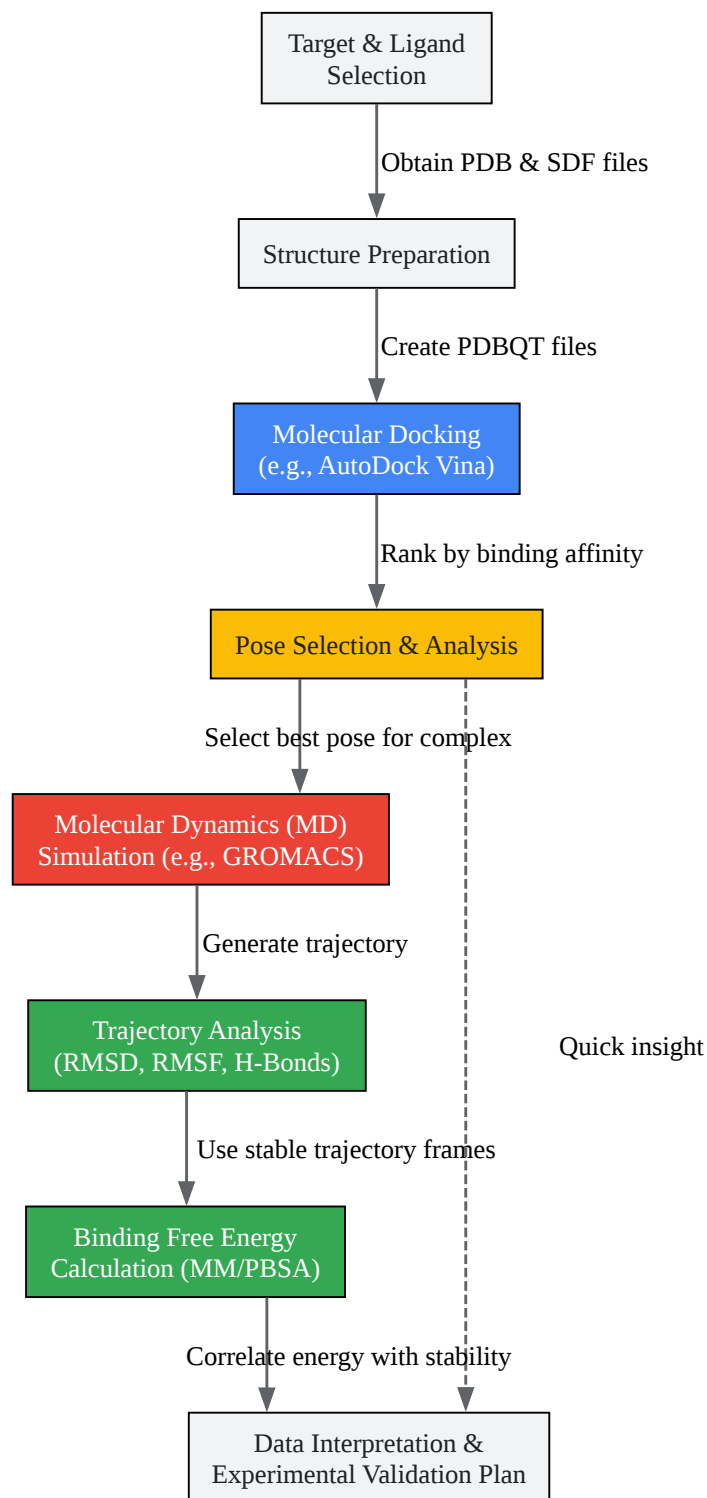 Target & Ligand
Selection
Obtain PDB & SDF files
Structure Preparation
Create PDBQT files
Molecular Docking
(e.g., AutoDock Vina)
Rank by binding affinity
Pose Selection & Analysis
Select best pose for complex
Molecular Dynamics (MD)
Simulation (e.g., GROMACS)
Generate trajectory
Trajectory Analysis
(RMSD, RMSF, H-Bonds)
Quick insight
Use stable trajectory frames
Binding Free Energy
Calculation (MM/PBSA)
Correlate energy with stability
Data Interpretation &
Experimental Validation Plan